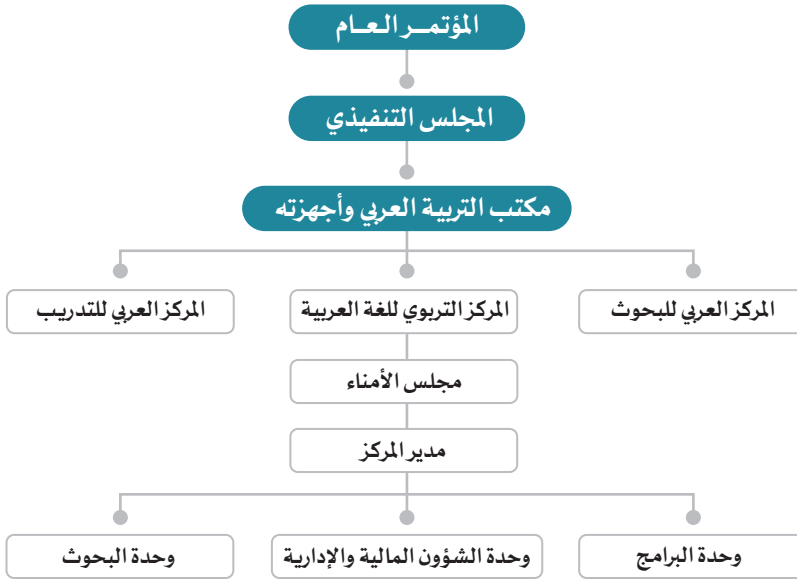 المؤتمــر الـعـــام
المجلس التنفيذي
مكتب التربية العربي وأجهزته
المركز العربي للبحوث
المركز التربوي للغة العربية
المركز العربي للتدريب
مجلس الأمناء
مدير المركز
وحدة البرامج
وحدة الشؤون المالية والإدارية
وحدة البحوث